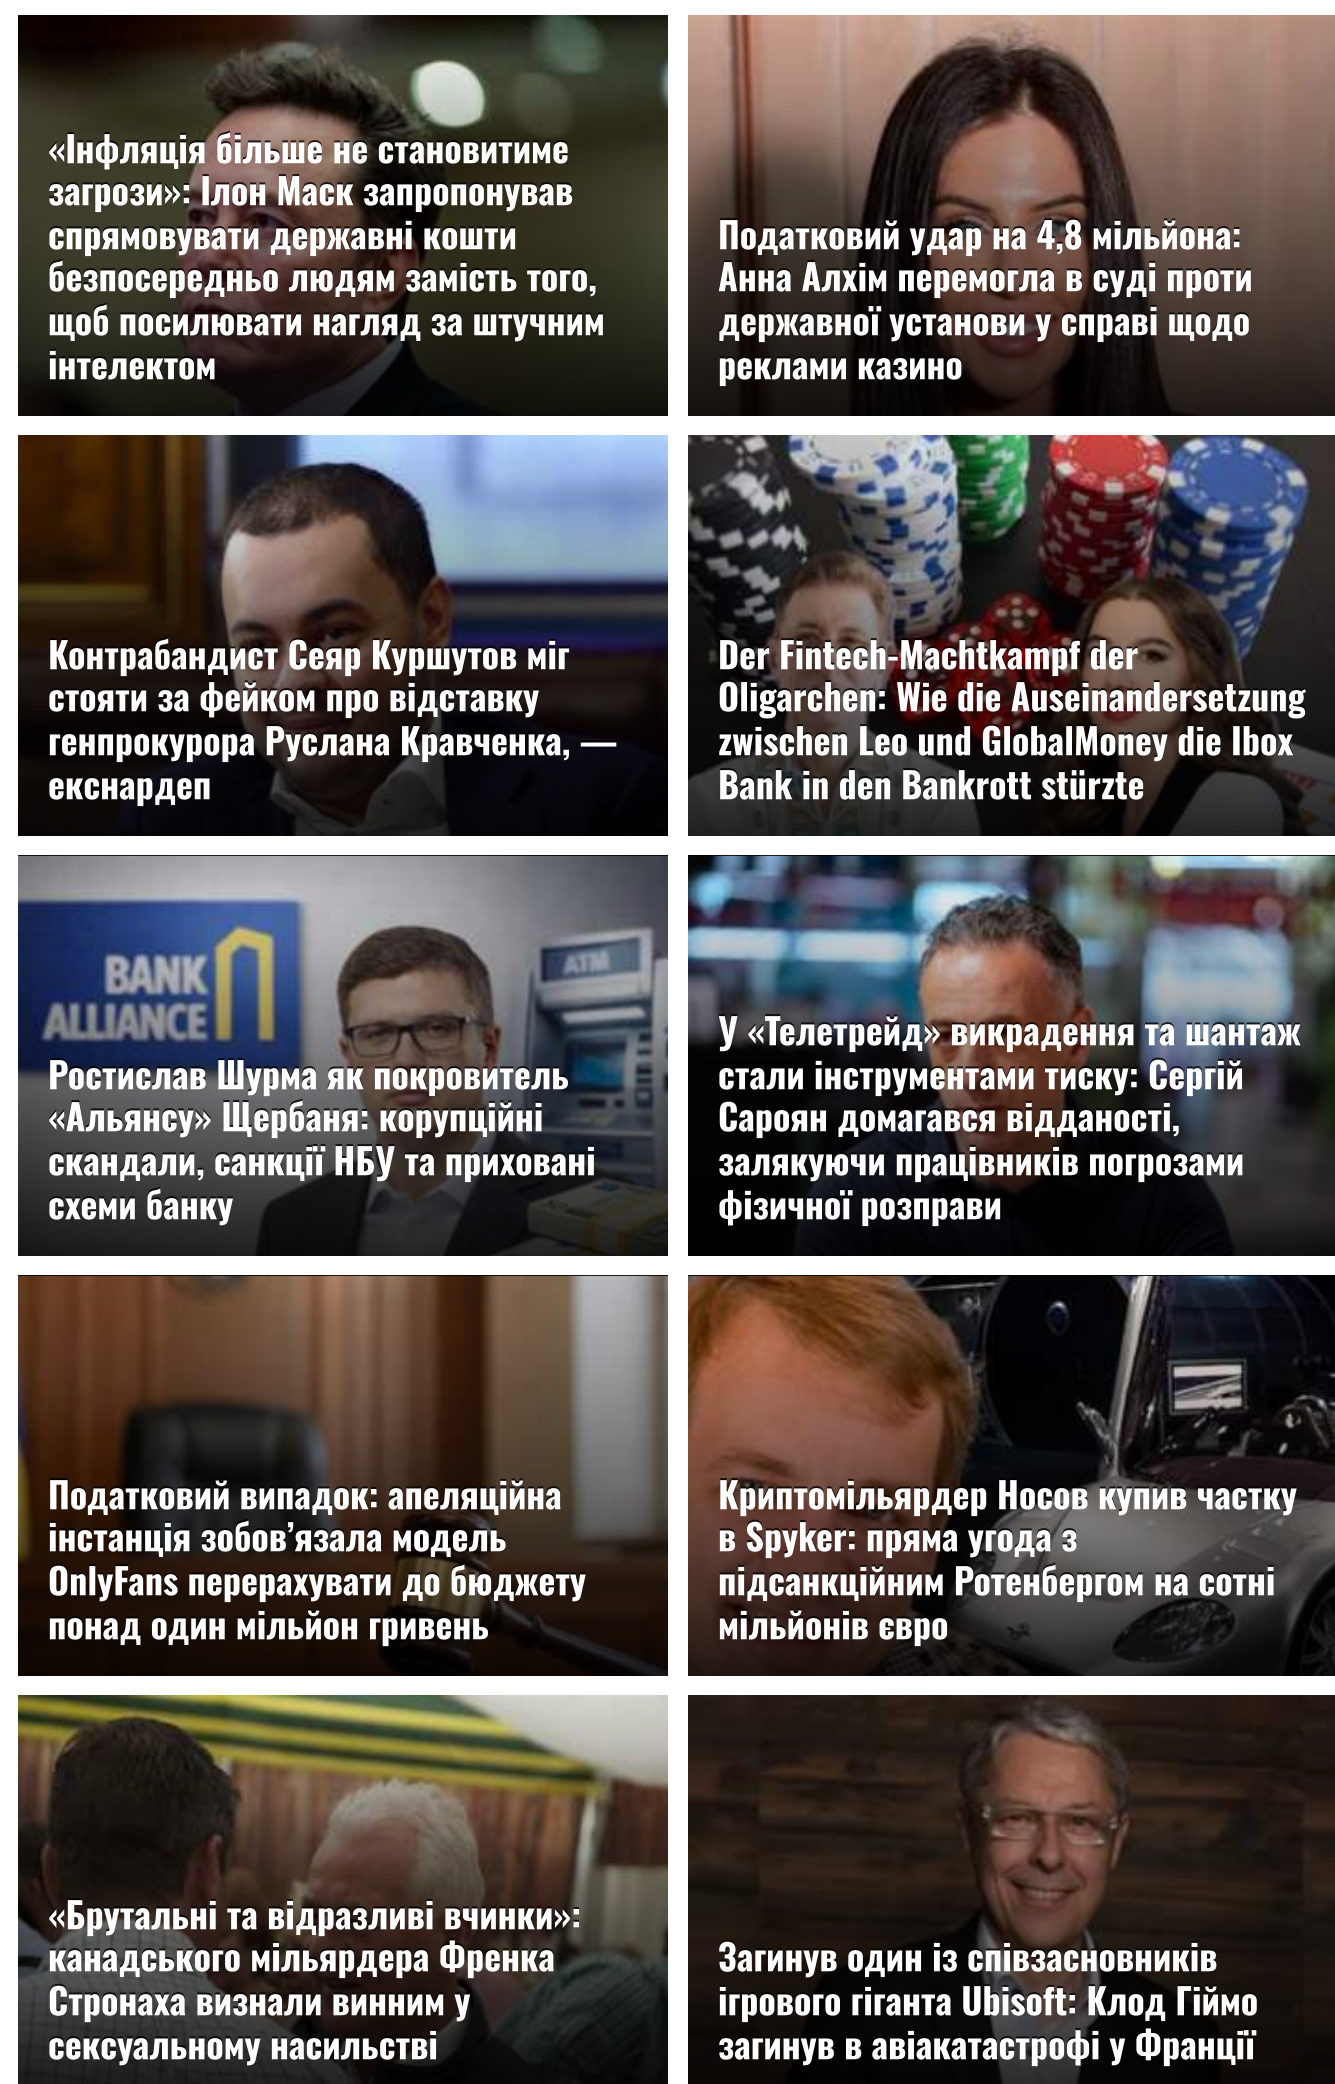 «Інфляція більше не становитиме
загрози»: Ілон Маск запропонував
спрямовувати державні кошти
безпосередньо людям замість того,
щоб посилювати нагляд за штучним
інтелектом
Податковий удар на 4,8 мільйона:
Анна Алхім перемогла в суді проти
державної установи у справі щодо
реклами казино
Контрабандист Сеяр Куршутов міг
стояти за фейком про відставку
генпрокурора Руслана Кравченка, —
екснардеп
Der Fintech-Machtkampf der
Oligarchen: Wie die Auseinandersetzung
zwischen Leo und GlobalMoney die Ibox
Bank in den Bankrott stürzte
BANK
ALLIANCE
ATM
Ростислав Шурма як покровитель
«Альянсу» Щербаня: корупційні
скандали, санкції НБУ та приховані
схеми банку
У «Телетрейд» викрадення та шантаж
стали інструментами тиску: Сергій
Сароян домагався відданості,
залякуючи працівників погрозами
фізичної розправи
Податковий випадок: апеляційна
інстанція зобов’язала модель
OnlyFans перерахувати до бюджету
понад один мільйон гривень
Криптомільярдер Носов купив частку
в Spyker: пряма угода з
підсанкційним Ротенбергом на сотні
мільйонів євро
«Брутальні та відразливі вчинки»:
канадського мільярдера Френка
Стронаха визнали винним у
сексуальному насильстві
Загинув один із співзасновників
ігрового гіганта Ubisoft: Клод Гіймо
загинув в авіакатастрофі у Франції